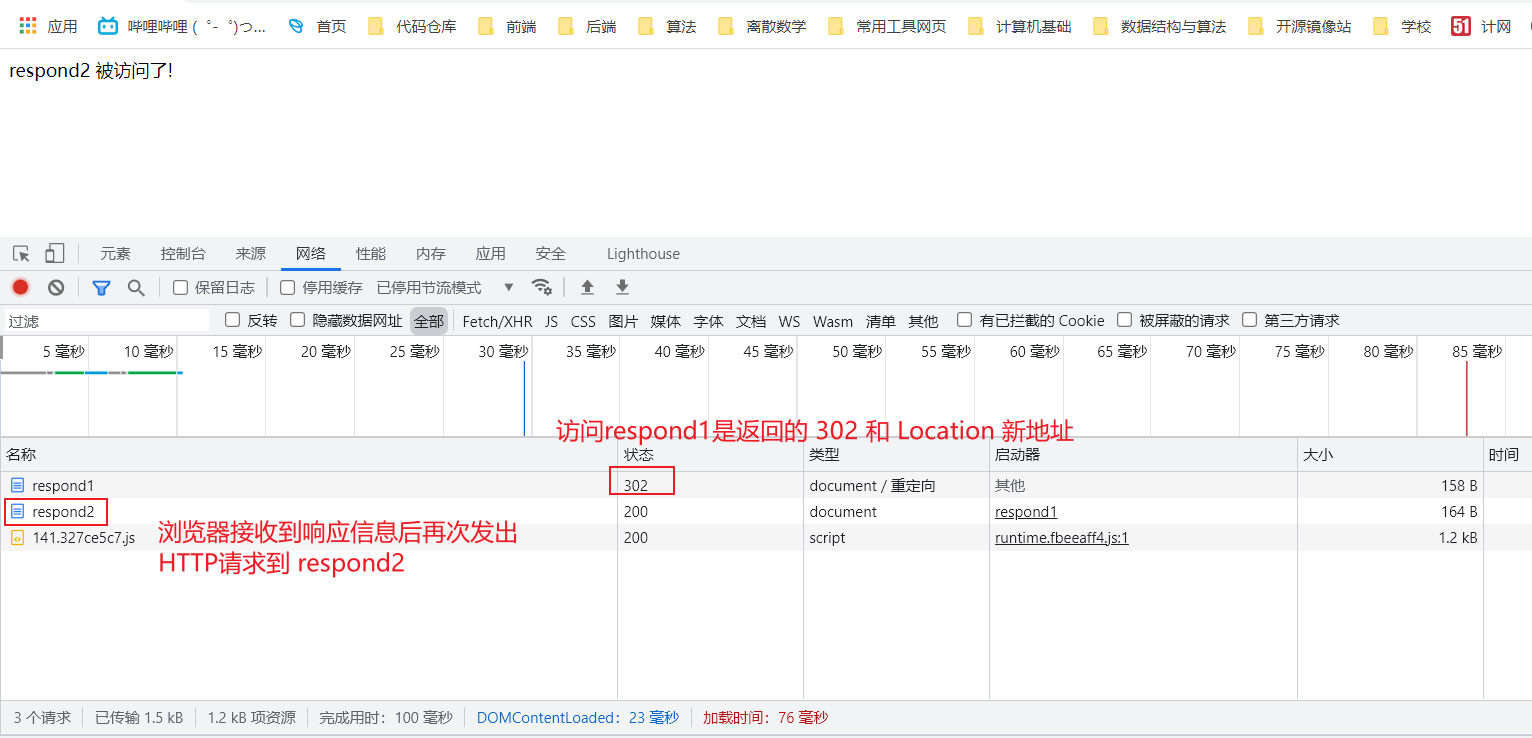 应用 哔哩哔哩 (゜-゜)つ... 首页 代码仓库 前端 后端 算法 离散数学 常用工具网页 计算机基础 数据结构与算法 开源镜像站 学校 51 计网
respond2 被访问了!
元素 控制台 来源 网络 性能 内存 应用 安全 Lighthouse
保留日志 停用缓存 已停用节流模式
过滤 反转 隐藏数据网址 全部 Fetch/XHR JS CSS 图片 媒体 字体 文档 WS Wasm 清单 其他 有已拦截的 Cookie 被屏蔽的请求 第三方请求
5 毫秒 10 毫秒 15 毫秒 20 毫秒 25 毫秒 30 毫秒 35 毫秒 40 毫秒 45 毫秒 50 毫秒 55 毫秒 60 毫秒 65 毫秒 70 毫秒 75 毫秒 80 毫秒 85 毫秒
访问respond1是返回的 302 和 Location 新地址
名称 状态 类型 启动器 大小 时间
respond1 302 document / 重定向 其他 158 B
respond2 200 document respond1 164 B
141.327ce5c7.js 200 script runtime.fbeeaff4.js:1 1.2 kB
浏览器接收到响应信息后再次发出
HTTP请求到 respond2
3 个请求 已传输 1.5 kB 1.2 kB 项资源 完成用时：100 毫秒 DOMContentLoaded：23 毫秒 加载时间：76 毫秒